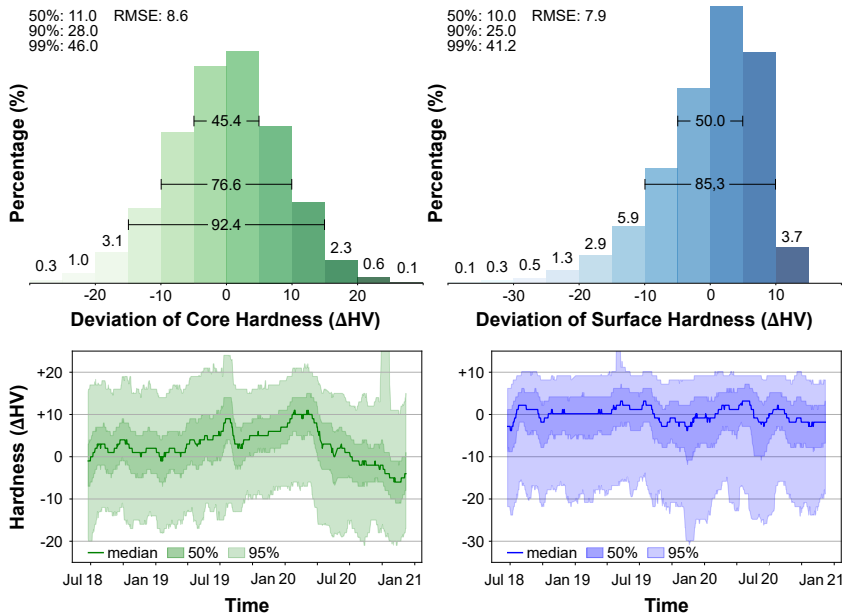 50%: 11.0 RMSE: 8.6
90%: 28.0
99%: 46.0
Percentage (%)
45.4
76.6
92.4
0.3 1.0 3.1 2.3 0.6 0.1
-20 -10 0 10 20
Deviation of Core Hardness (ΔHV)
50%: 10.0 RMSE: 7.9
90%: 25.0
99%: 41.2
Percentage (%)
50.0
85,3
0.1 0.3 0.5 1.3 2.9 5.9 3.7
-30 -20 -10 0 10
Deviation of Surface Hardness (ΔHV)
Hardness (ΔHV)
+20
+10
0
-10
-20
median 50% 95%
Jul 18 Jan 19 Jul 19 Jan 20 Jul 20 Jan 21
Time
+10
0
-10
-20
-30
median 50% 95%
Jul 18 Jan 19 Jul 19 Jan 20 Jul 20 Jan 21
Time